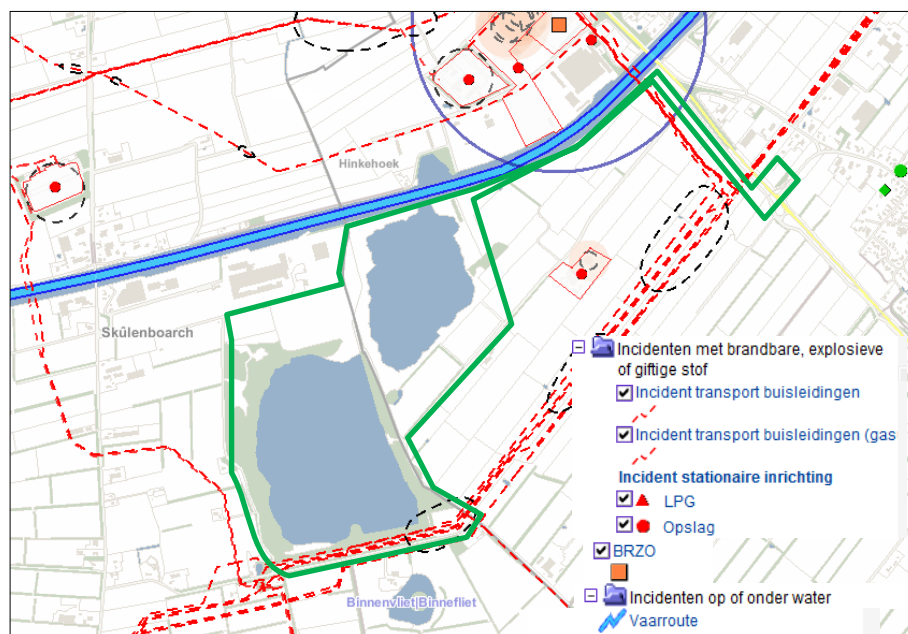 Hinkehoek
Skûlenboarch
Binnenvliet|Binnefliet
Incidenten met brandbare, explosieve
of giftige stof
Incident transport buisleidingen
Incident transport buisleidingen (gas
Incident stationaire inrichting
LPG
Opslag
BRZO
Incidenten op of onder water
Vaarroute